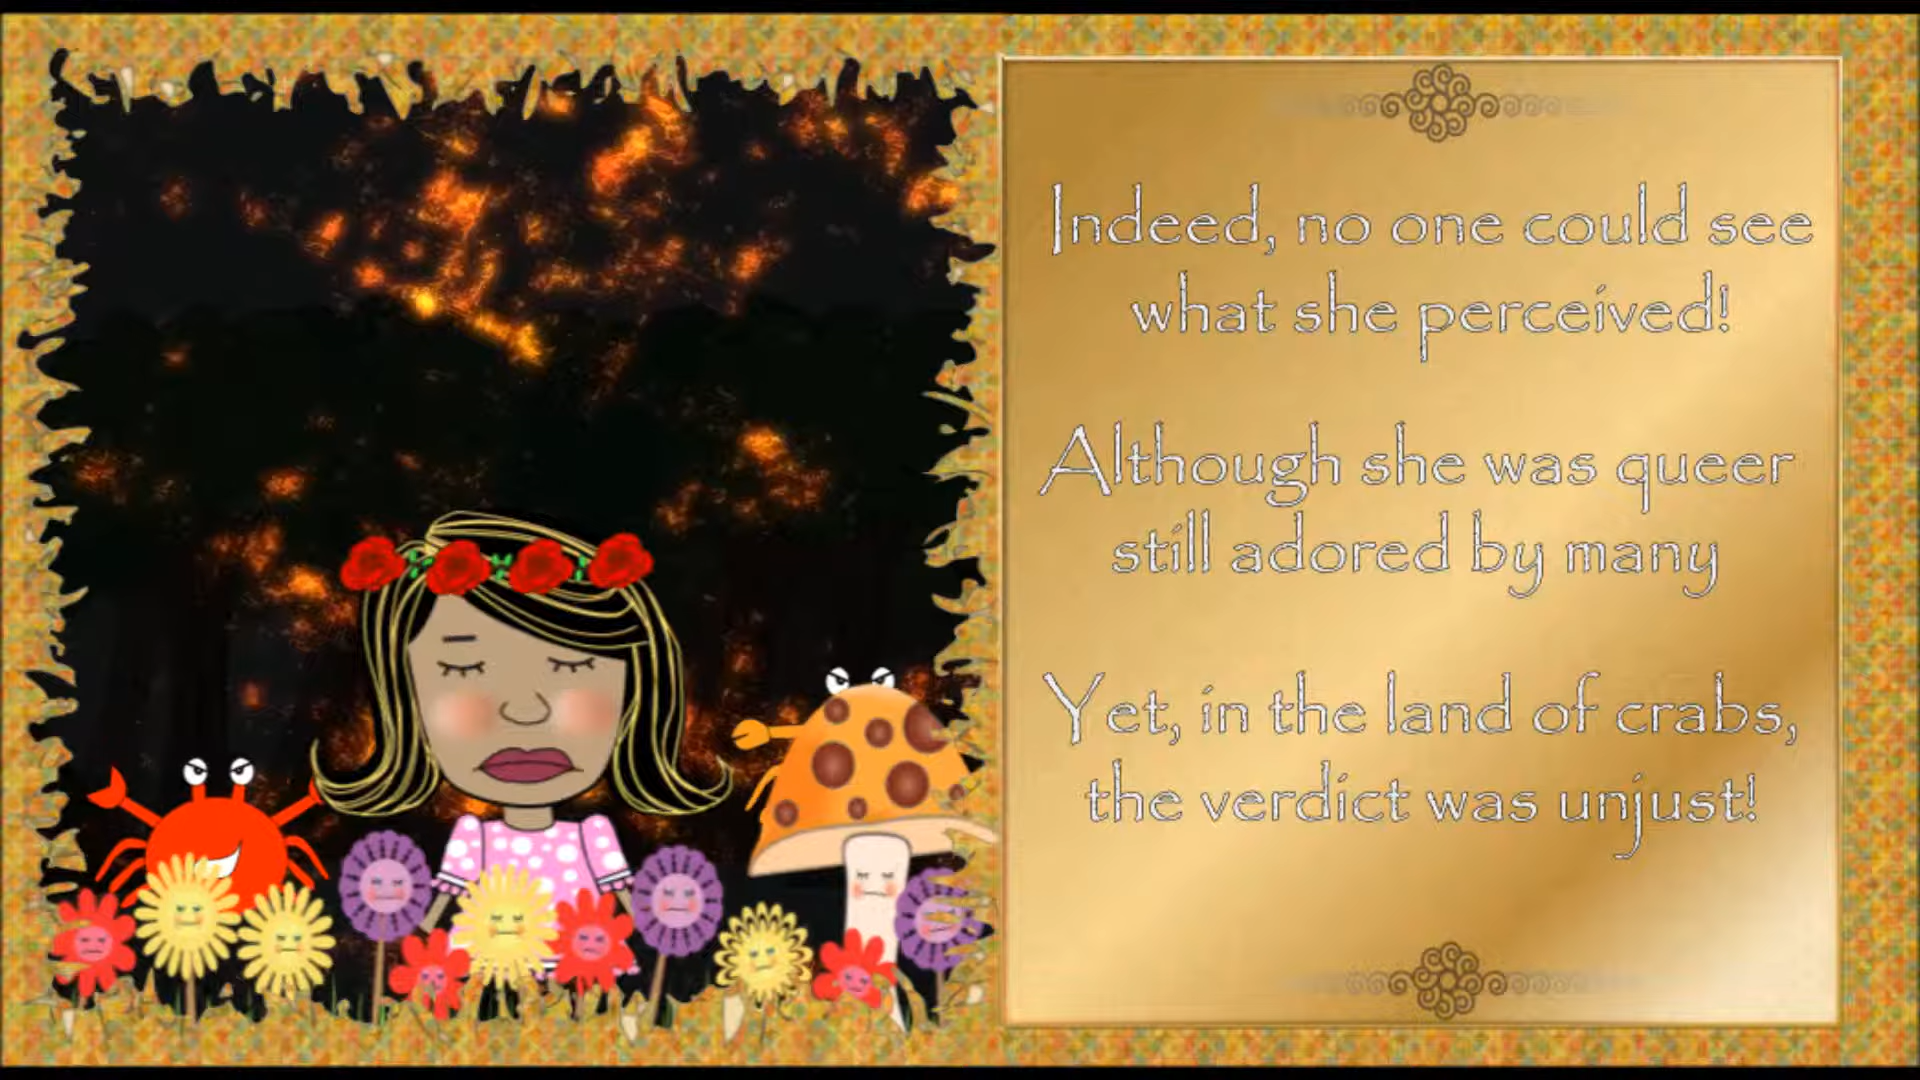 Indeed, no one could see
what she perceived!
Although she was queer
still adored by many
Yet, in the land of crabs,
the verdict was unjust!